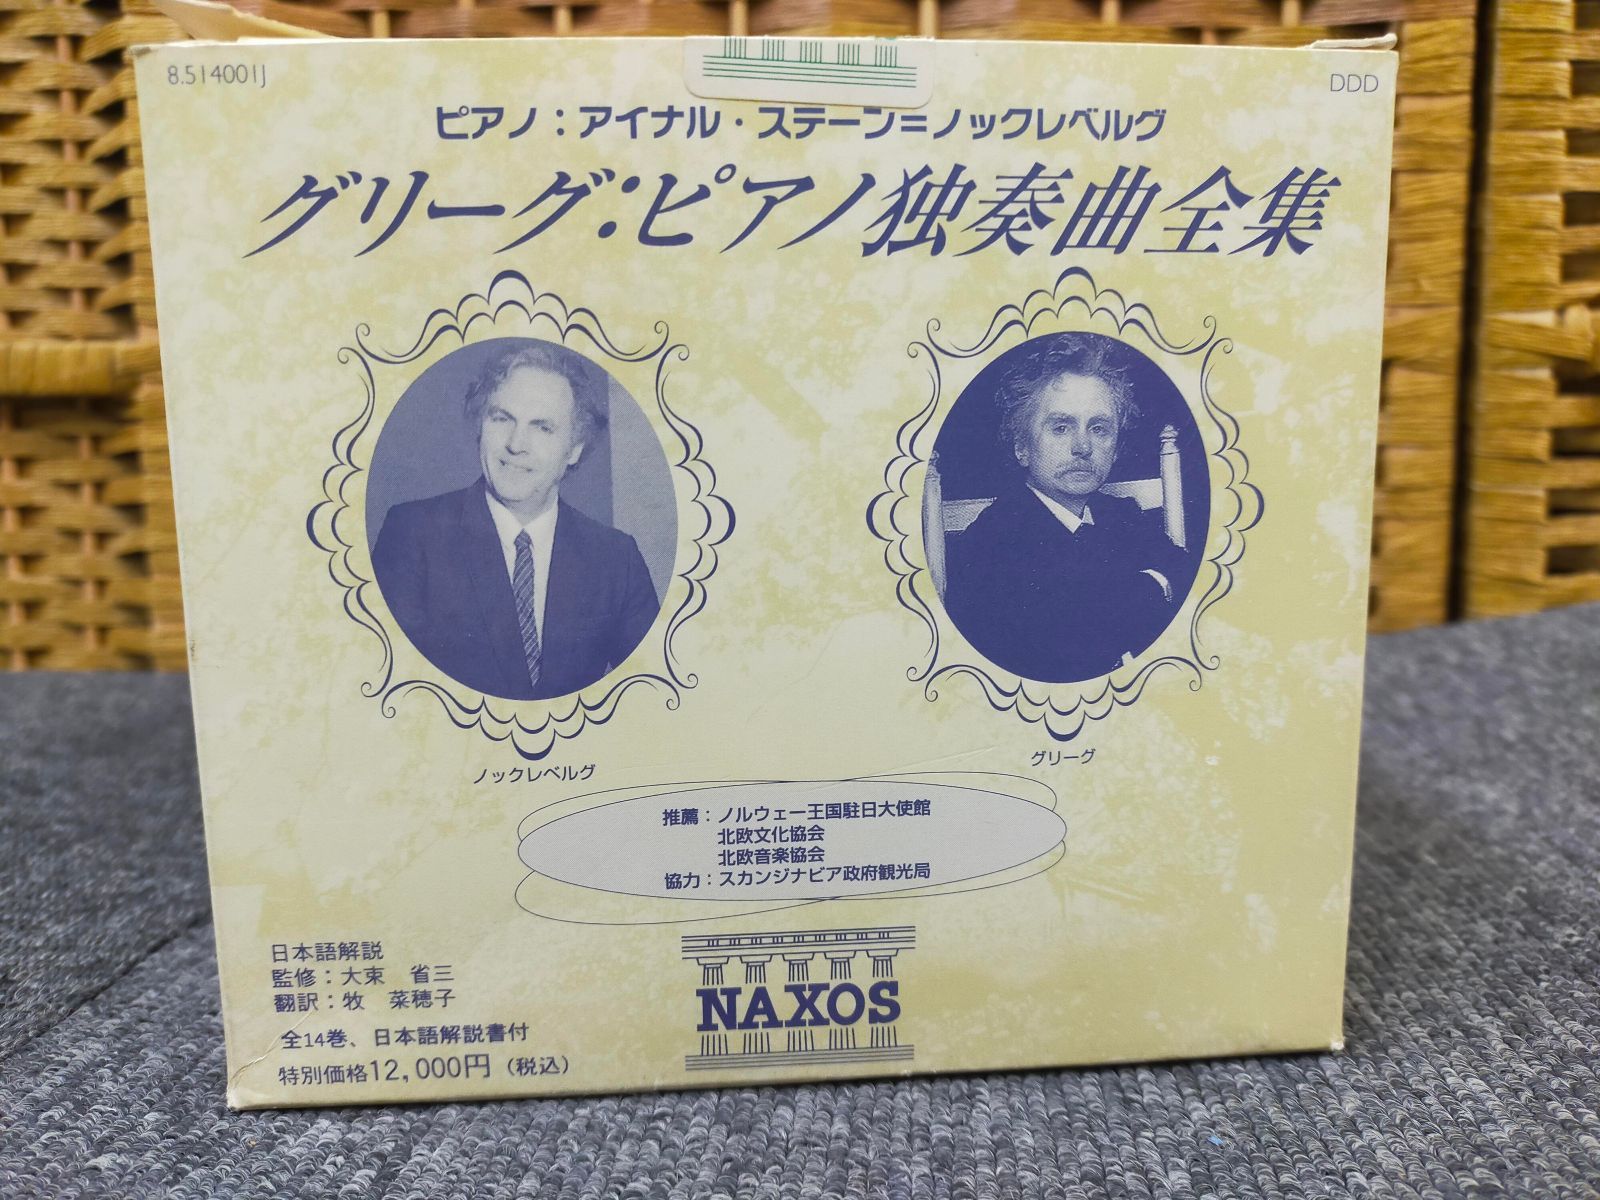 8.514001J
DDD
ピアノ：アイナル・ステーン＝ノックレベルグ
グリーグ：ピアノ独奏曲全集
ノックレベルグ
グリーグ
推薦：ノルウェー王国駐日大使館
北欧文化協会
北欧音楽協会
協力：スカンジナビア政府観光局
日本語解説
監修：大束　省三
翻訳：牧　菜穂子
全14巻、日本語解説書付
特別価格12,000円（税込）
NAXOS